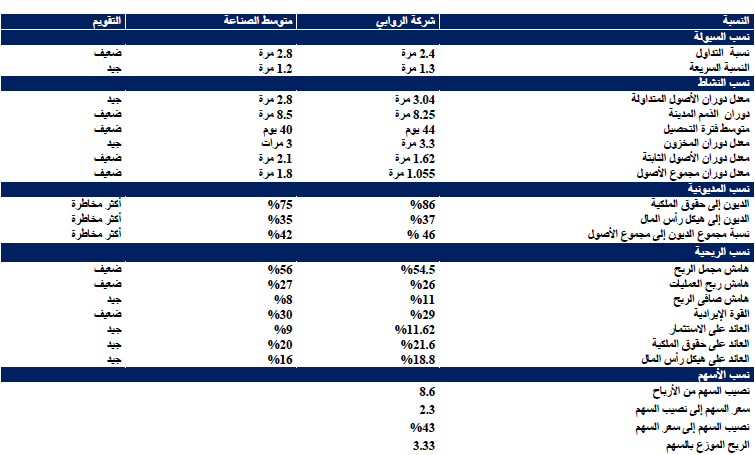 النسبة شركة الروابي متوسط الصناعة التقويم
نسب السيولة
نسبة التداول 2.4 مرة 2.8 مرة ضعيف
النسبة السريعة 1.3 مرة 1.2 مرة جيد
نسب النشاط
معدل دوران الأصول المتداولة 3.04 مرة 2.8 مرة جيد
دوران الذمم المدينة 8.25 مرة 8.5 مرة ضعيف
متوسط فترة التحصيل 44 يوم 40 يوم ضعيف
معدل دوران المخزون 3.3 مرة 3 مرات جيد
معدل دوران الأصول الثابتة 1.62 مرة 2.1 مرة ضعيف
معدل دوران مجموع الأصول 1.055 مرة 1.8 مرة ضعيف
نسب المديونية
الديون إلى حقوق الملكية 86% 75% أكثر مخاطرة
الديون إلى هيكل رأس المال 37% 35% أكثر مخاطرة
نسبة مجموع الديون إلى مجموع الأصول 46 % 42% أكثر مخاطرة
نسب الربحية
هامش مجمل الربح 54.5% 56% ضعيف
هامش ربح العمليات 26% 27% ضعيف
هامش صافى الربح 11% 8% جيد
القوة الإيرادية 29% 30% ضعيف
العائد على الاستثمار 11.62% 9% جيد
العائد على حقوق الملكية 21.6% 20% جيد
العائد على هيكل رأس المال 18.8% 16% جيد
نسب الأسهم
نصيب السهم من الأرباح 8.6
سعر السهم إلى نصيب السهم 2.3
نصيب السهم إلى سعر السهم 43%
الربح الموزع بالسهم 3.33